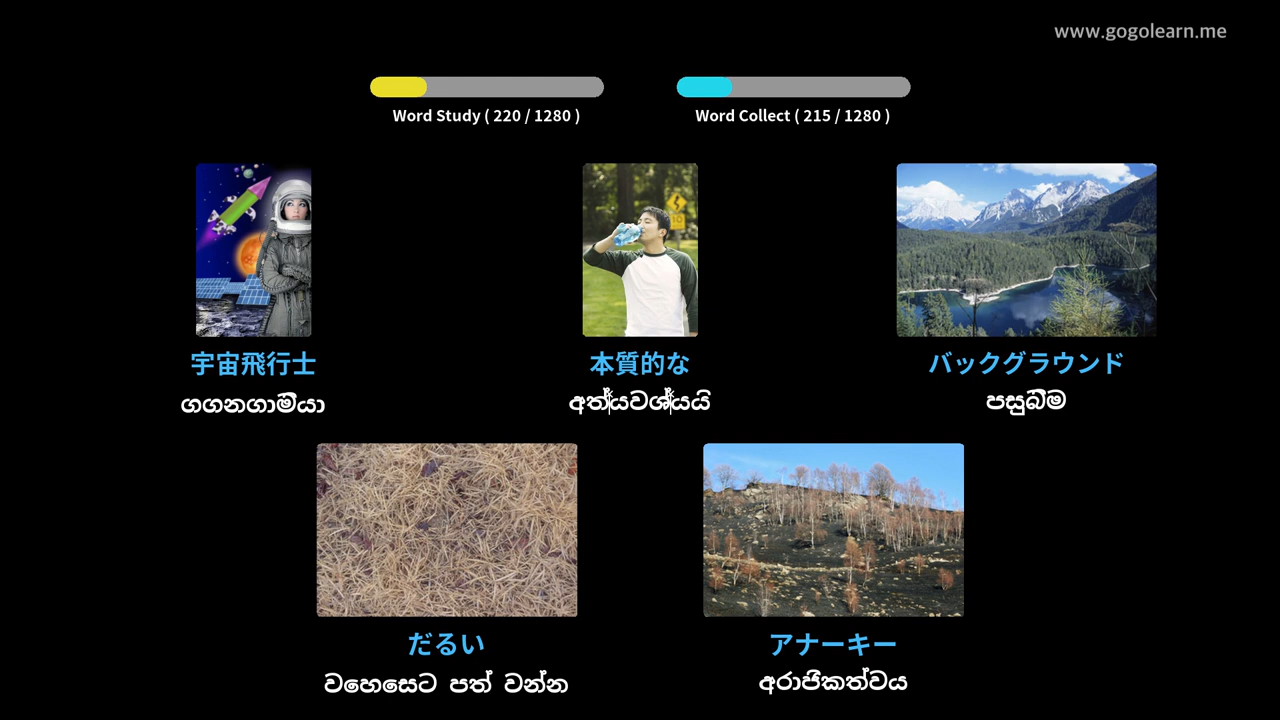 www.gogolearn.me
Word Study ( 220 / 1280 )
Word Collect ( 215 / 1280 )
宇宙飛行士
本質的な
バックグラウンド
ගගනගාමියා
අත්‍යවශ්‍යයි
පසුබිම
だるい
アナーキー
වහෙසෙට පත් වන්න
අරාජිකත්වය